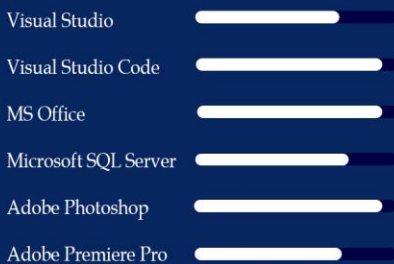 Visual Studio
Visual Studio Code
MS Office
Microsoft SQL Server
Adobe Photoshop
Adobe Premiere Pro